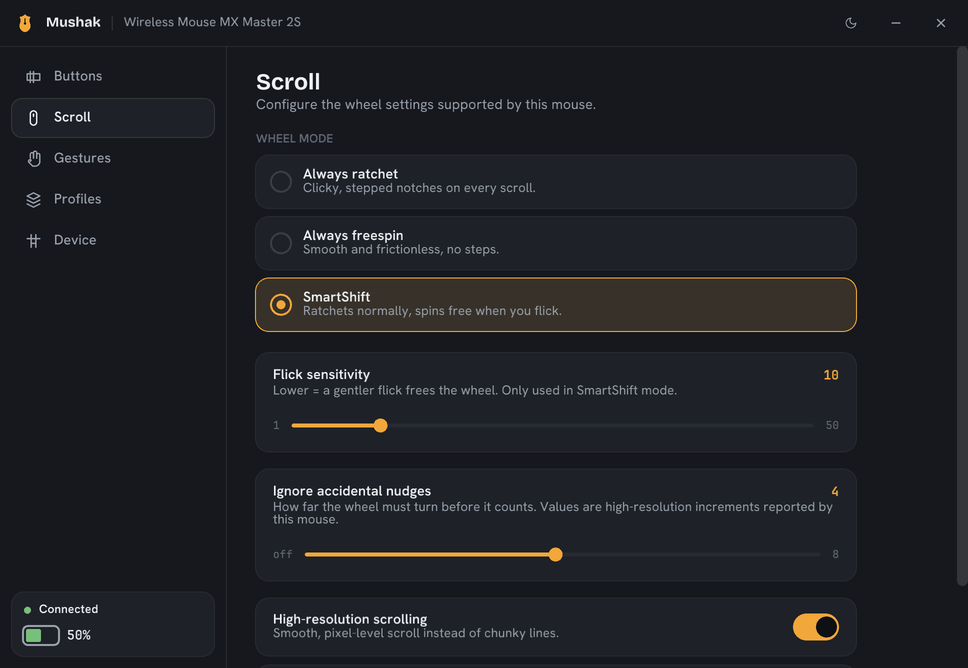 Mushak
Wireless Mouse MX Master 2S
Buttons
Scroll
Gestures
Profiles
Device
Connected
50%
Scroll
Configure the wheel settings supported by this mouse.
WHEEL MODE
Always ratchet
Clicky, stepped notches on every scroll.
Always freespin
Smooth and frictionless, no steps.
SmartShift
Ratchets normally, spins free when you flick.
Flick sensitivity
10
Lower = a gentler flick frees the wheel. Only used in SmartShift mode.
1
50
Ignore accidental nudges
4
How far the wheel must turn before it counts. Values are high-resolution increments reported by
this mouse.
off
8
High-resolution scrolling
Smooth, pixel-level scroll instead of chunky lines.